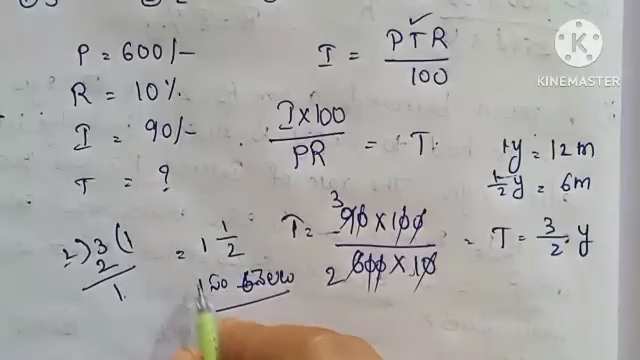 P = 600/-
R = 10%
I = 90/-
T = ?
I = PTR / 100
I×100 / PR = T
1y = 12m
1/2 y = 6m
T = 90 × 100 / 600 × 10 = T = 3/2 y
3
2
2) 3 (1
2
1
= 1 1/2
KINEMASTER